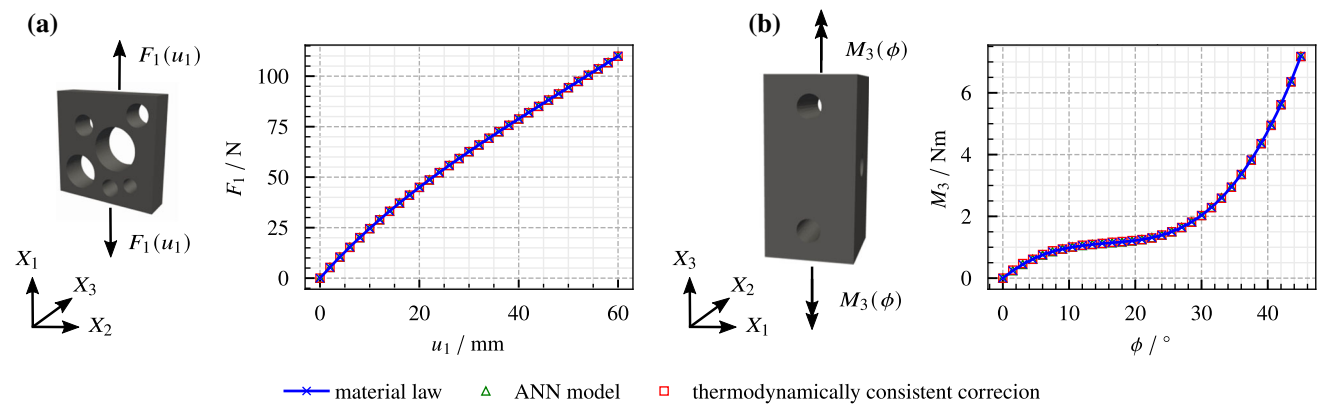 (a)
F₁(u₁)
F₁(u₁)
X₁
X₃
X₂
F₁ / N
100
75
50
25
0
0 20 40 60
u₁ / mm
(b)
M₃(ϕ)
M₃(ϕ)
X₃
X₂
X₁
M₃ / Nm
6
4
2
0
0 10 20 30 40
ϕ / °
material law ANN model thermodynamically consistent correcion